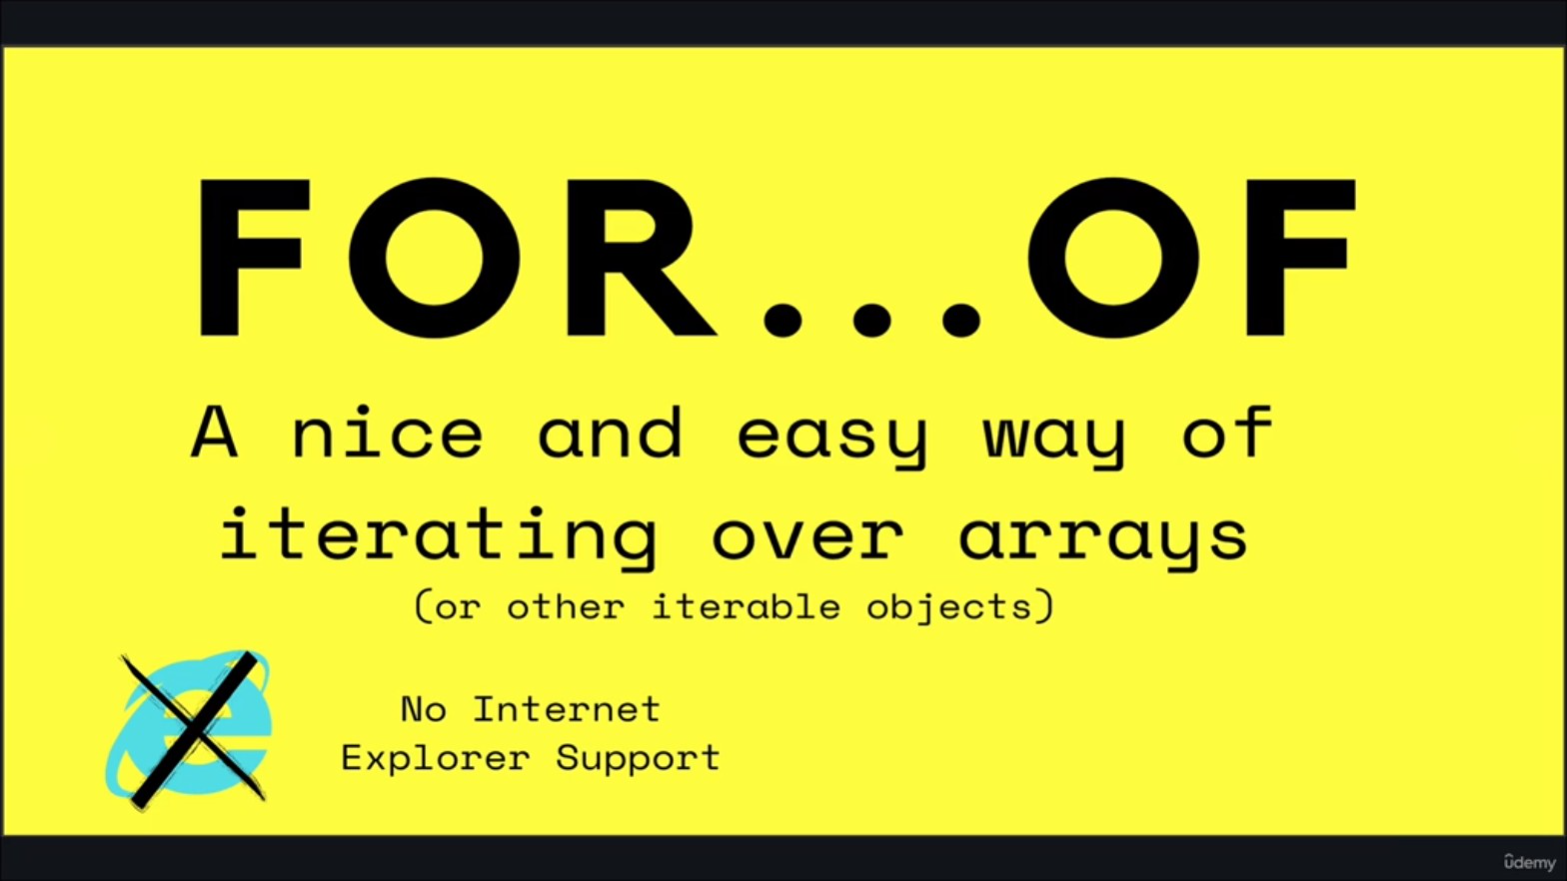 FOR...OF
A nice and easy way of
iterating over arrays
(or other iterable objects)
No Internet
Explorer Support
ûdemy